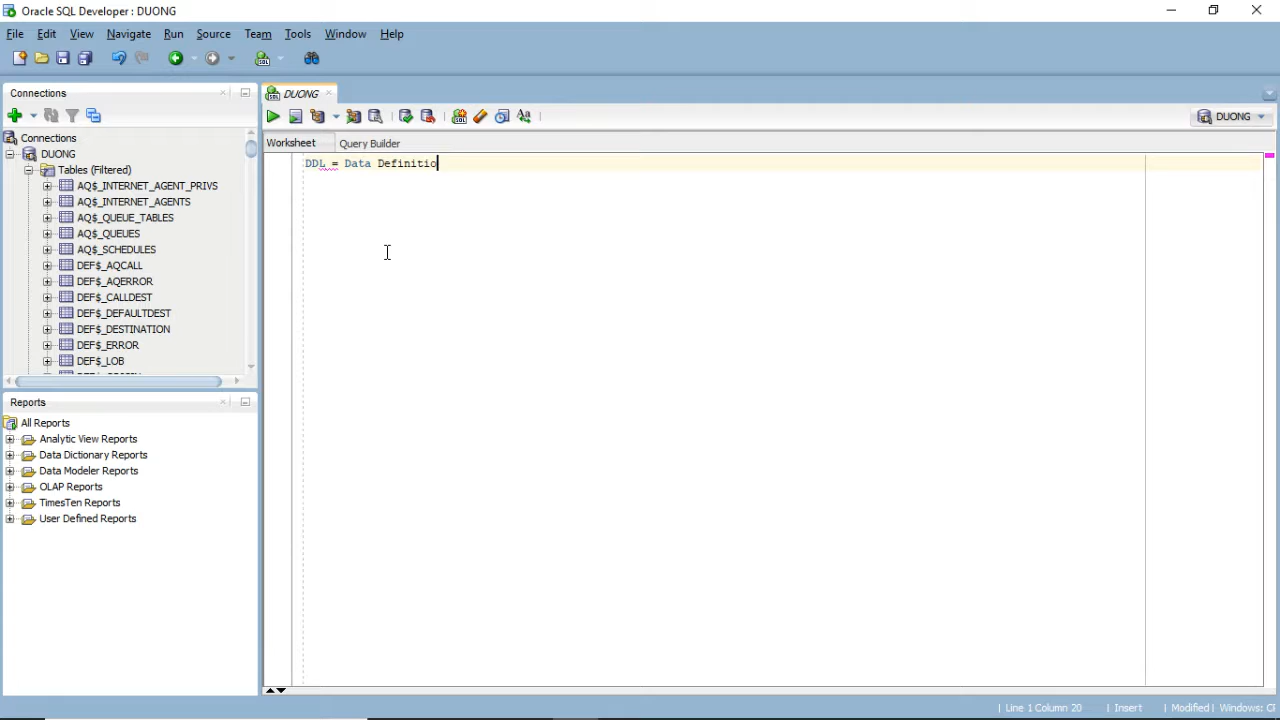 Oracle SQL Developer: DUONG
File Edit View Navigate Run Source Team Tools Window Help
Connections
Connections
DUONG
Tables (Filtered)
AQ$_INTERNET_AGENT_PRIVS
AQ$_INTERNET_AGENTS
AQ$_QUEUE_TABLES
AQ$_QUEUES
AQ$_SCHEDULES
DEF$_AQCALL
DEF$_AQERROR
DEF$_CALLDEST
DEF$_DEFAULTDEST
DEF$_DESTINATION
DEF$_ERROR
DEF$_LOB
Reports
All Reports
Analytic View Reports
Data Dictionary Reports
Data Modeler Reports
OLAP Reports
TimesTen Reports
User Defined Reports
DUONG
DUONG
Worksheet Query Builder
DDL = Data Definitio
Line 1 Column 20 Insert Modified Windows: